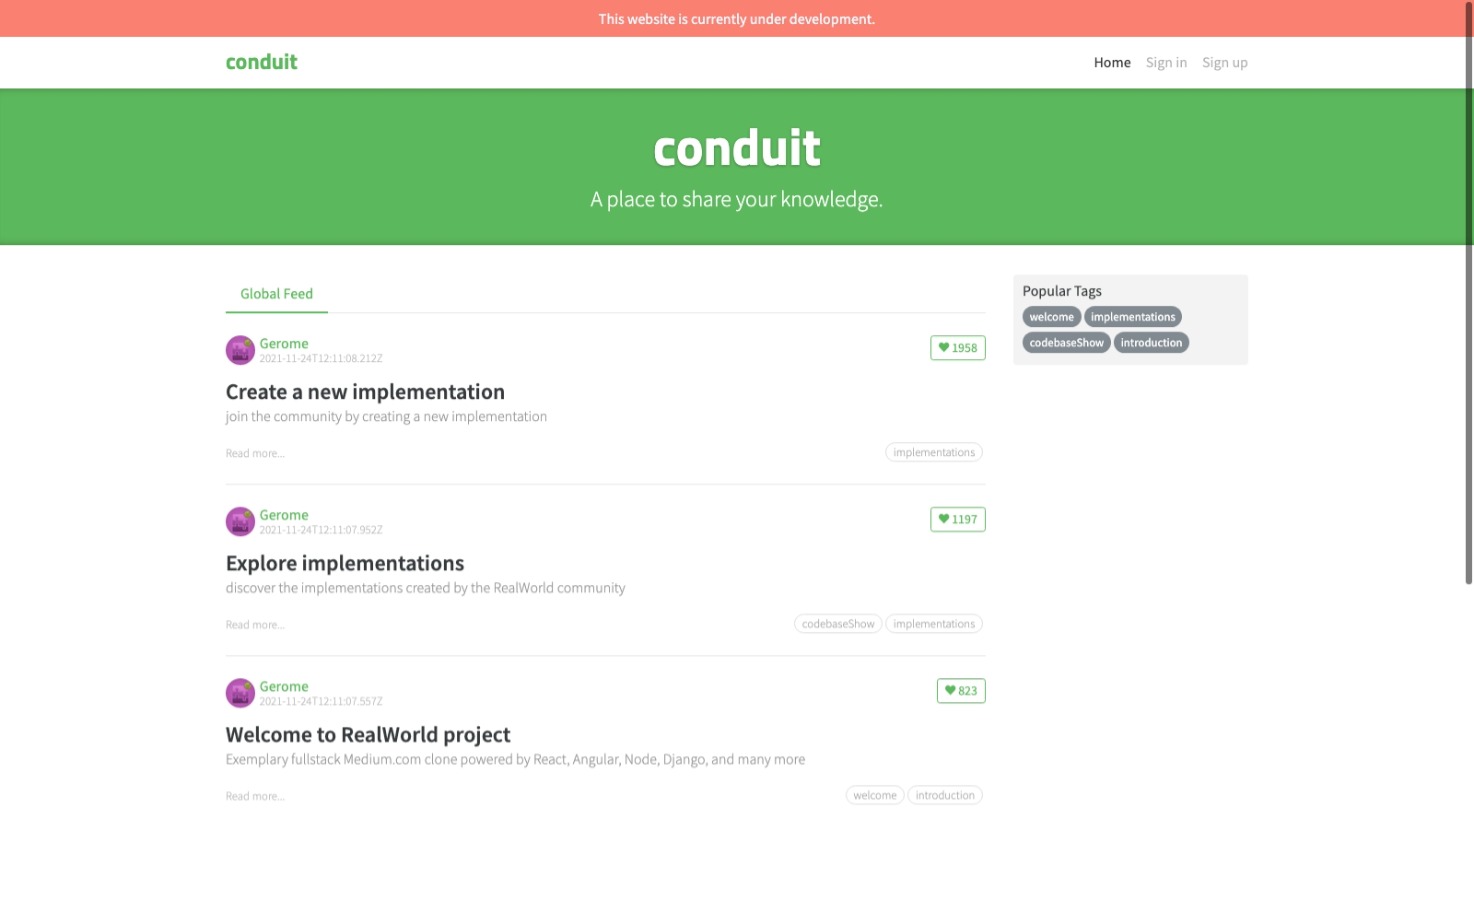 This website is currently under development.
conduit
Home Sign in Sign up
conduit
A place to share your knowledge.
Global Feed
Gerome
2021-11-24T12:11:08.212Z
1958
Create a new implementation
join the community by creating a new implementation
Read more...
implementations
Gerome
2021-11-24T12:11:07.952Z
1197
Explore implementations
discover the implementations created by the RealWorld community
Read more...
codebaseShow implementations
Gerome
2021-11-24T12:11:07.557Z
823
Welcome to RealWorld project
Exemplary fullstack Medium.com clone powered by React, Angular, Node, Django, and many more
Read more...
welcome introduction
Popular Tags
welcome implementations
codebaseShow introduction